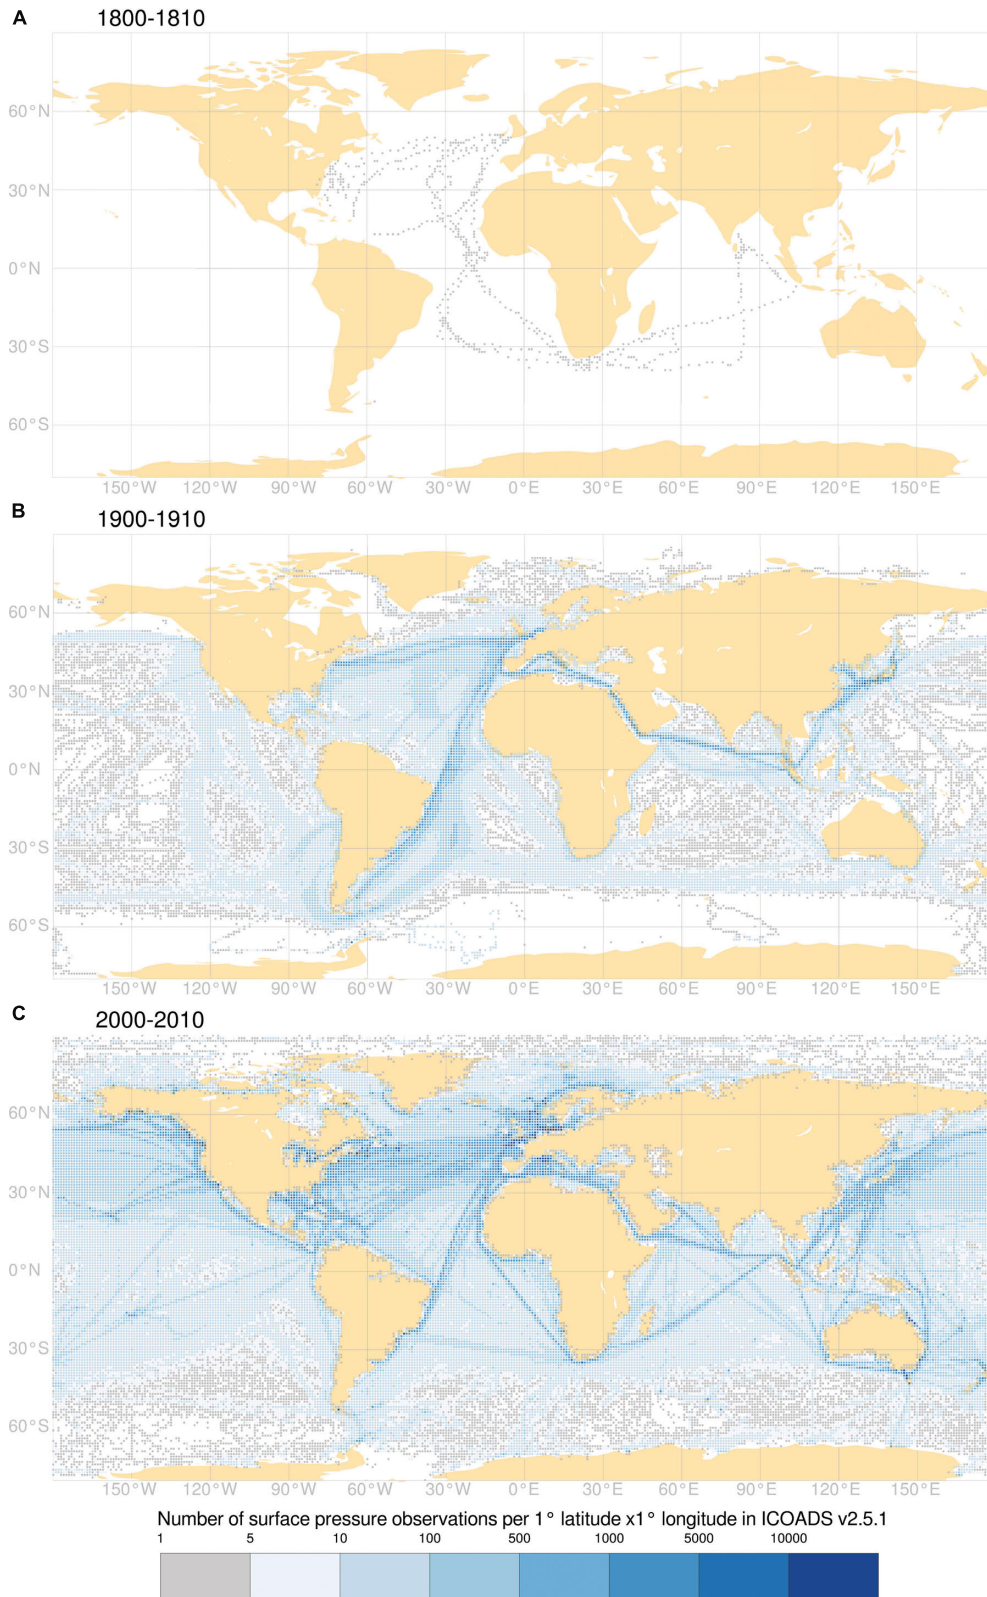 A
1800-1810
60°N
30°N
0°N
30°S
60°S
150°W 90°W 60°W 30°W 0°E 30°E 60°E 90°E 120°E 150°E
B
1900-1910
60°N
30°N
0°N
30°S
60°S
150°W 90°W 60°W 30°W 0°E 30°E 60°E 90°E 120°E 150°E
C
2000-2010
60°N
30°N
0°N
30°S
60°S
150°W 90°W 60°W 30°W 0°E 30°E 60°E 90°E 120°E 150°E
Number of surface pressure observations per 1° latitude x1° longitude in ICOADS v2.5.1
1 5 10 100 500 1000 5000 10000